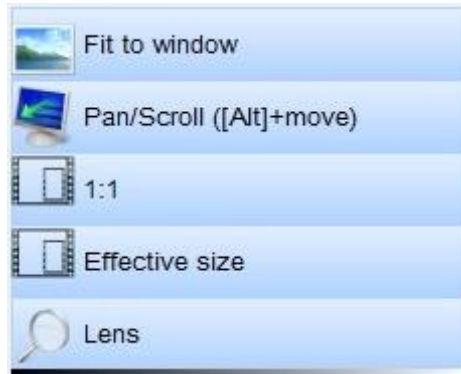 Fit to window
Pan/Scroll ([Alt]+move)
1:1
Effective size
Lens